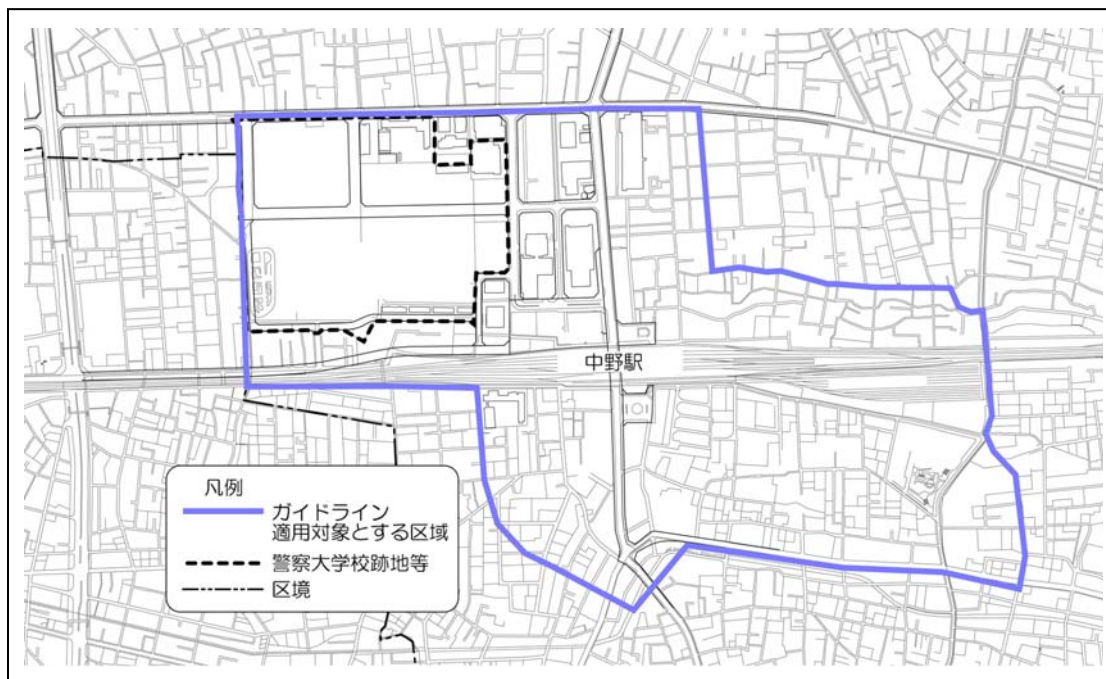 中野駅
凡例
ガイドライン
適用対象とする区域
警察大学校跡地等
区境